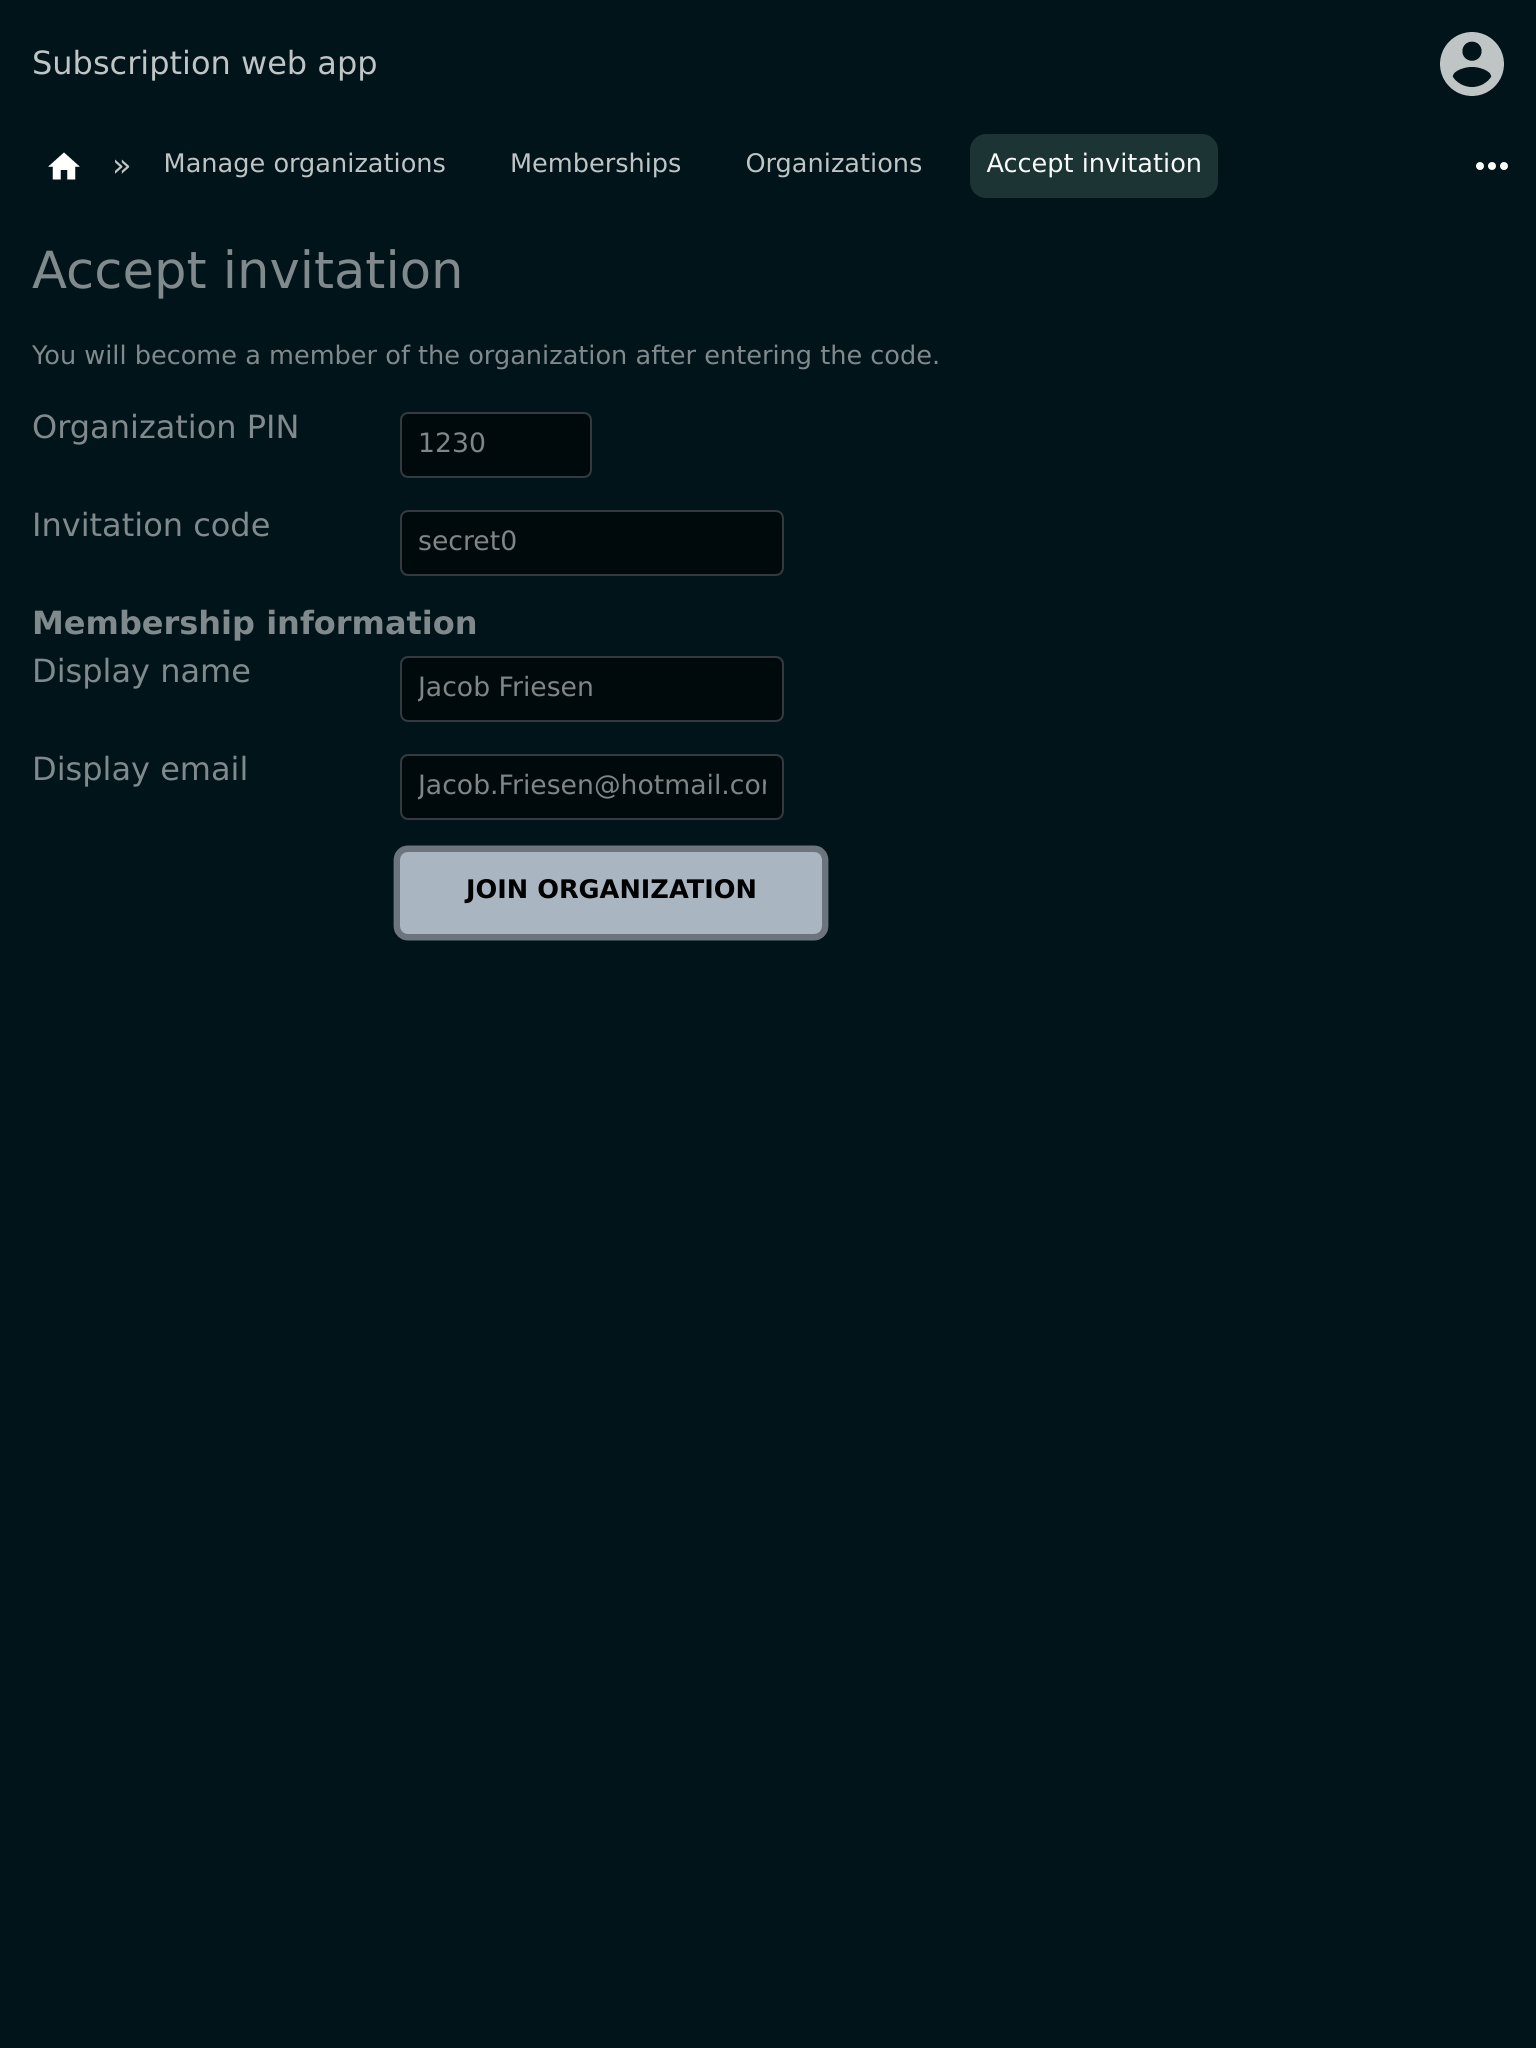 Subscription web app
» Manage organizations Memberships Organizations Accept invitation
Accept invitation
You will become a member of the organization after entering the code.
Organization PIN 1230
Invitation code secret0
Membership information
Display name Jacob Friesen
Display email Jacob.Friesen@hotmail.co
JOIN ORGANIZATION